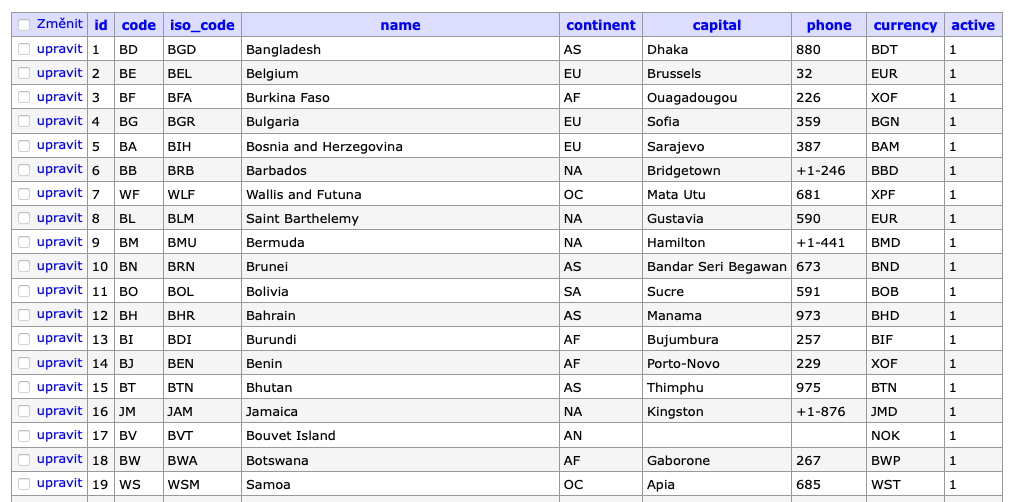 Změnit id code iso_code name continent capital phone currency active
upravit 1 BD BGD Bangladesh AS Dhaka 880 BDT 1
upravit 2 BE BEL Belgium EU Brussels 32 EUR 1
upravit 3 BF BFA Burkina Faso AF Ouagadougou 226 XOF 1
upravit 4 BG BGR Bulgaria EU Sofia 359 BGN 1
upravit 5 BA BIH Bosnia and Herzegovina EU Sarajevo 387 BAM 1
upravit 6 BB BRB Barbados NA Bridgetown +1-246 BBD 1
upravit 7 WF WLF Wallis and Futuna OC Mata Utu 681 XPF 1
upravit 8 BL BLM Saint Barthelemy NA Gustavia 590 EUR 1
upravit 9 BM BMU Bermuda NA Hamilton +1-441 BMD 1
upravit 10 BN BRN Brunei AS Bandar Seri Begawan 673 BND 1
upravit 11 BO BOL Bolivia SA Sucre 591 BOB 1
upravit 12 BH BHR Bahrain AS Manama 973 BHD 1
upravit 13 BI BDI Burundi AF Bujumbura 257 BIF 1
upravit 14 BJ BEN Benin AF Porto-Novo 229 XOF 1
upravit 15 BT BTN Bhutan AS Thimphu 975 BTN 1
upravit 16 JM JAM Jamaica NA Kingston +1-876 JMD 1
upravit 17 BV BVT Bouvet Island AN NOK 1
upravit 18 BW BWA Botswana AF Gaborone 267 BWP 1
upravit 19 WS WSM Samoa OC Apia 685 WST 1